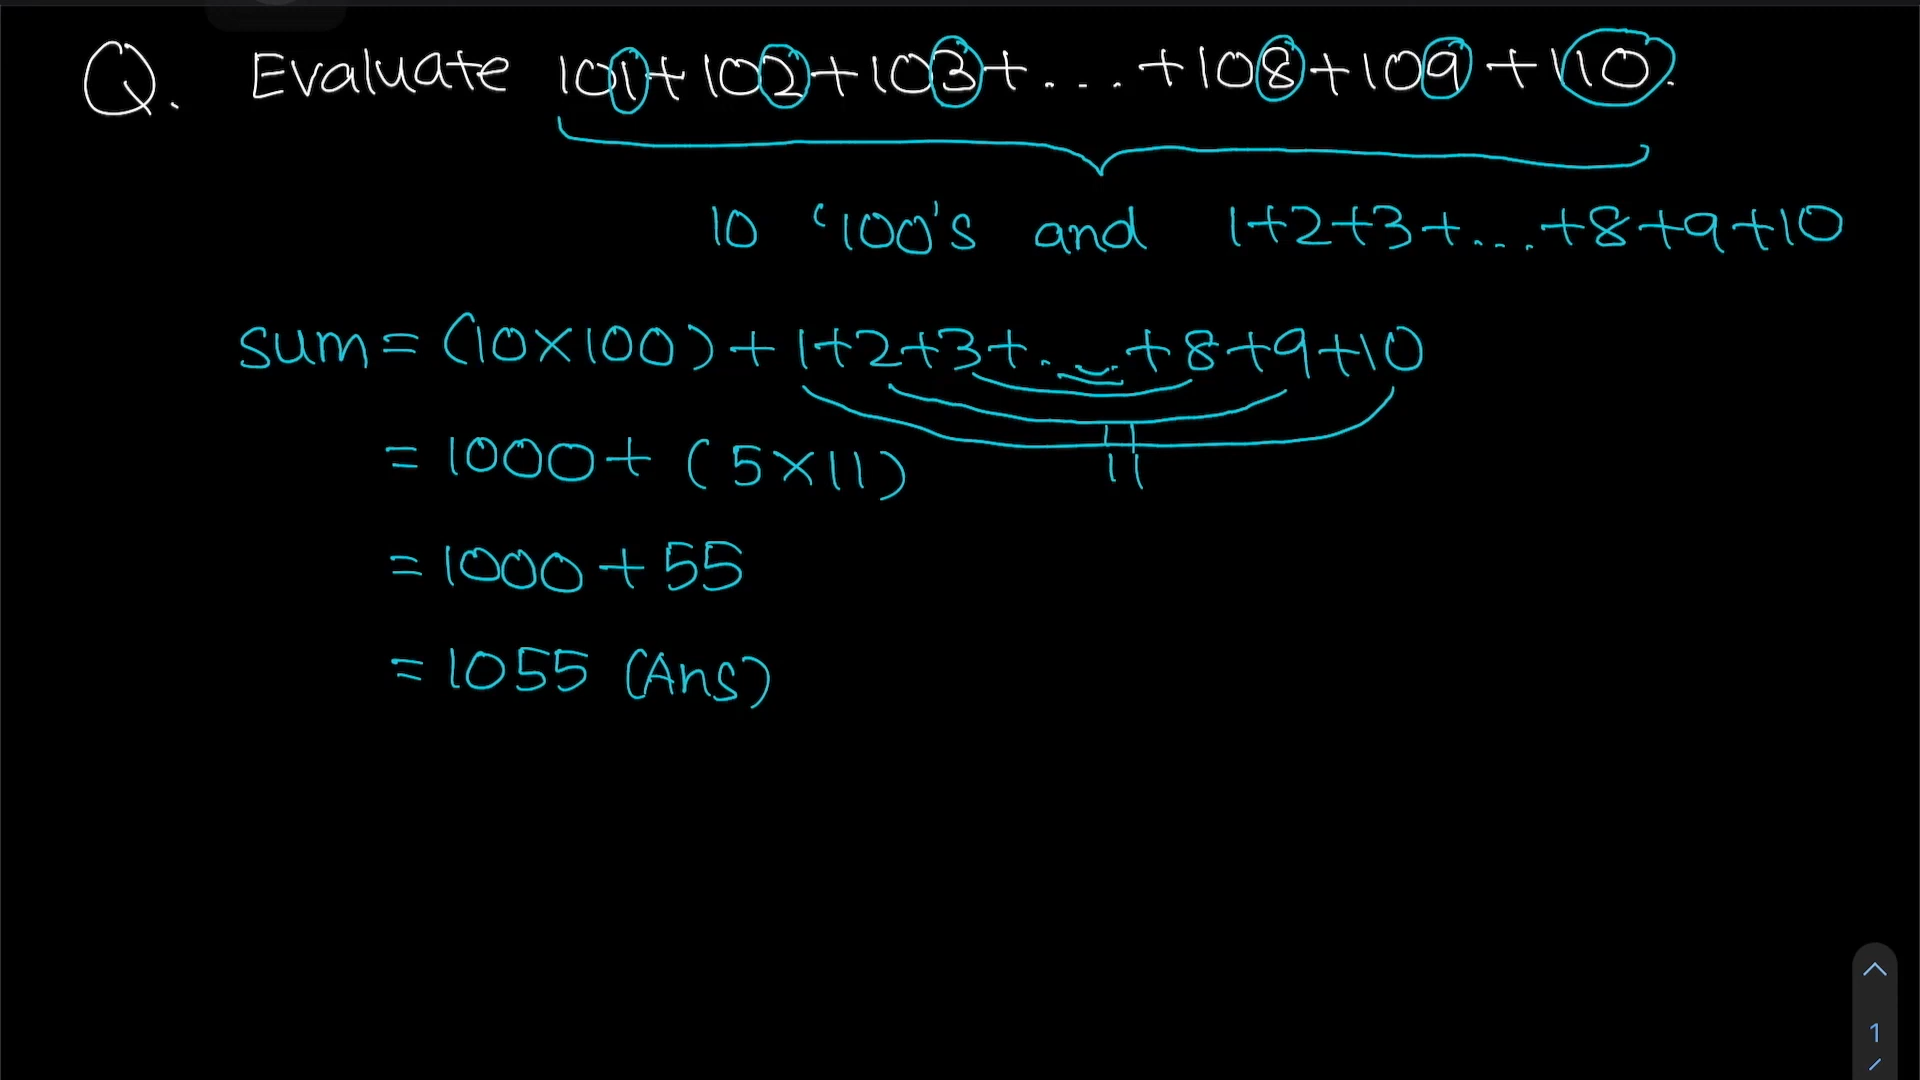 Q. Evaluate 101+102+103+...+108+109+110.
10 '100's and 1+2+3+...+8+9+10
sum = (10×100) + 1+2+3+...+8+9+10
= 1000 + (5×11)
11
= 1000 + 55
= 1055 (Ans)
1